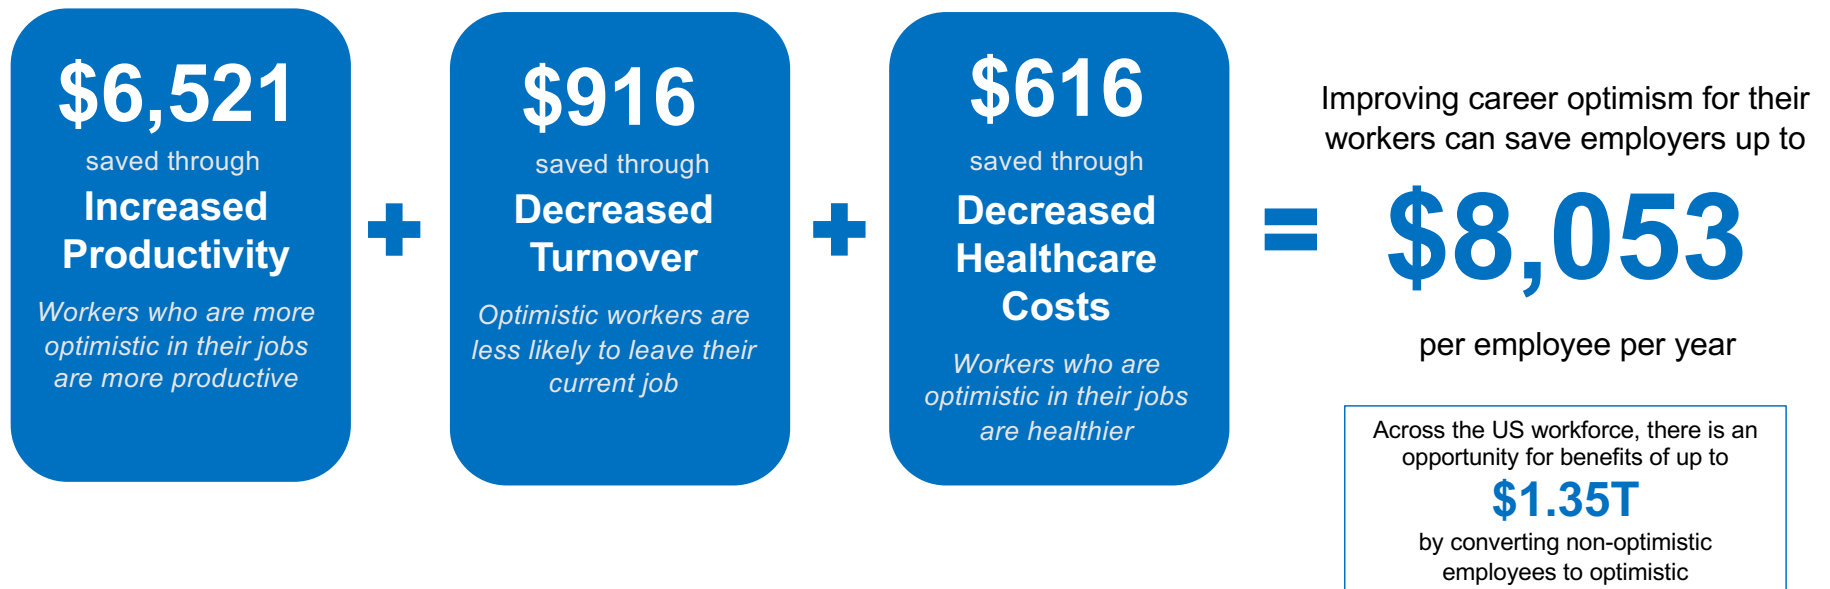 $6,521
saved through
Increased
Productivity
Workers who are more
optimistic in their jobs
are more productive
$916
saved through
Decreased
Turnover
Optimistic workers are
less likely to leave their
current job
$616
saved through
Decreased
Healthcare
Costs
Workers who are
optimistic in their jobs
are healthier
Improving career optimism for their
workers can save employers up to
$8,053
per employee per year
Across the US workforce, there is an
opportunity for benefits of up to
$1.35T
by converting non-optimistic
employees to optimistic